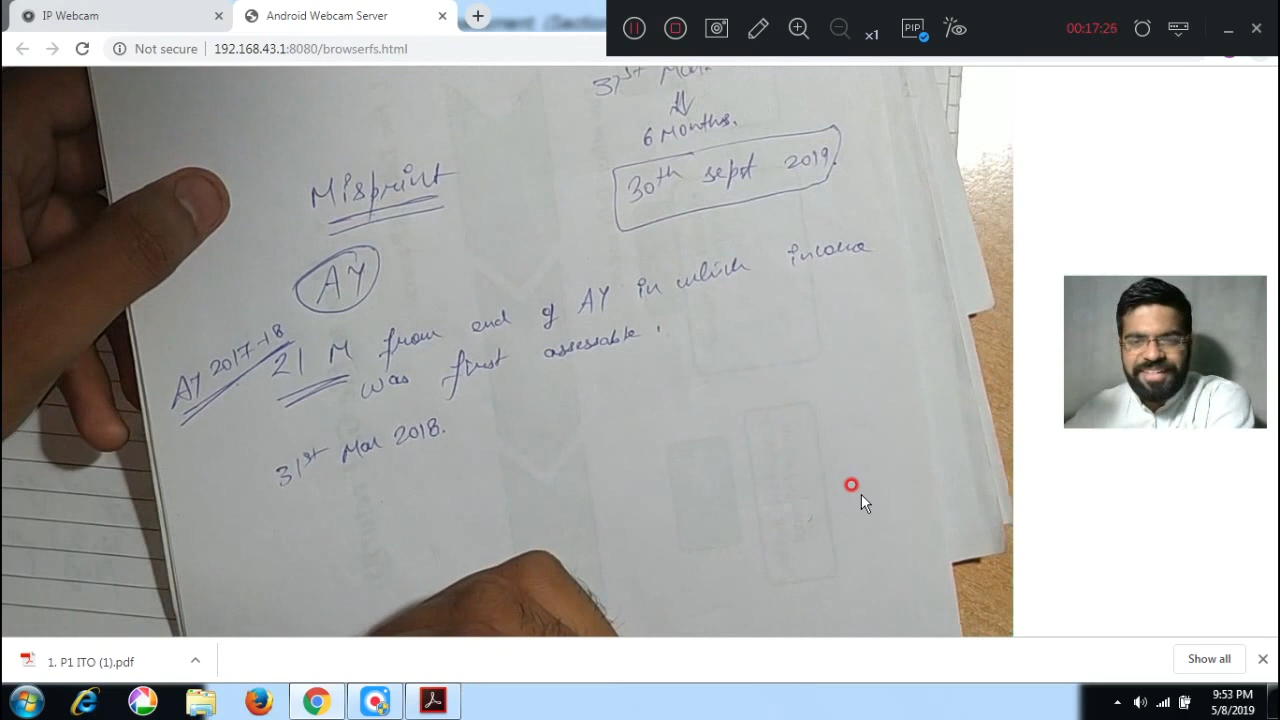 IP Webcam
Android Webcam Server
x1
PIP
00:17:26
Not secure
192.168.43.1:8080/browserfs.html
31st
6 Months.
30th sept 2019.
Misprint
AY
AY 2017-18
21 M from end of AY in which income
was first assessable.
31st Mar 2018.
1. P1 ITO (1).pdf
Show all
9:53 PM
5/8/2019